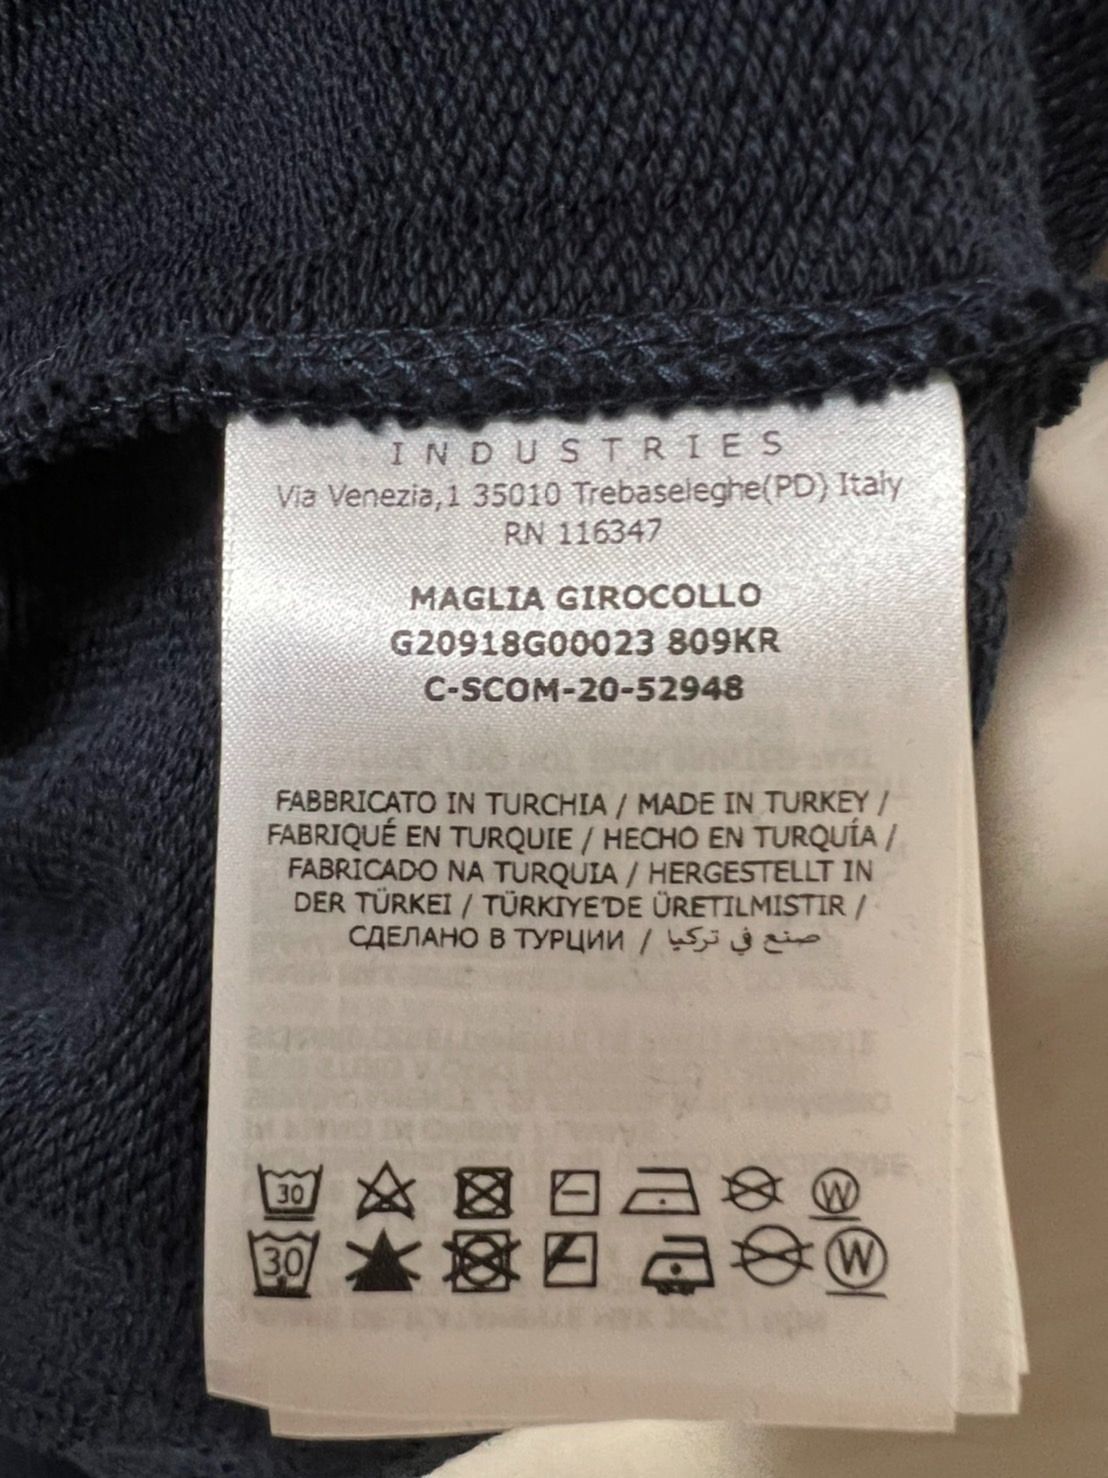 INDUSTRIES
Via Venezia,1 35010 Trebaseleghe(PD) Italy
RN 116347
MAGLIA GIROCOLLO
G20918G00023 809KR
C-SCOM-20-52948
FABBRICATO IN TURCHIA / MADE IN TURKEY /
FABRIQUÉ EN TURQUIE / HECHO EN TURQUÍA /
FABRICADO NA TURQUIA / HERGESTELLT IN
DER TÜRKEI / TÜRKIYE'DE ÜRETILMISTIR /
СДЕЛАНО В ТУРЦИИ / صنع في تركيا
30 W
30 W